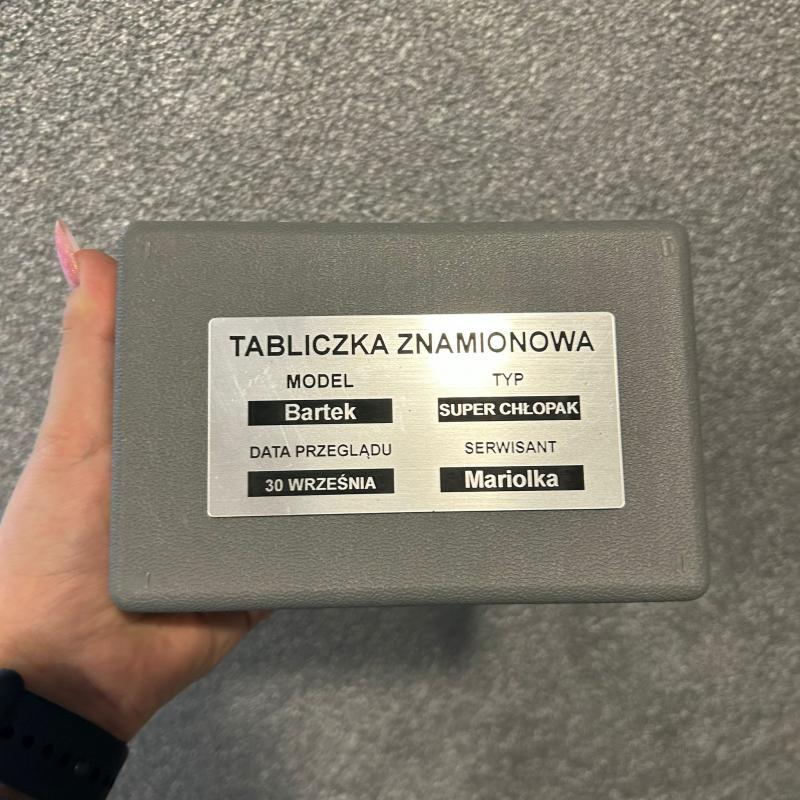 TABLICZKA ZNAMIONOWA
MODEL
Bartek
TYP
SUPER CHŁOPAK
DATA PRZEGLĄDU
30 WRZEŚNIA
SERWISANT
Mariolka